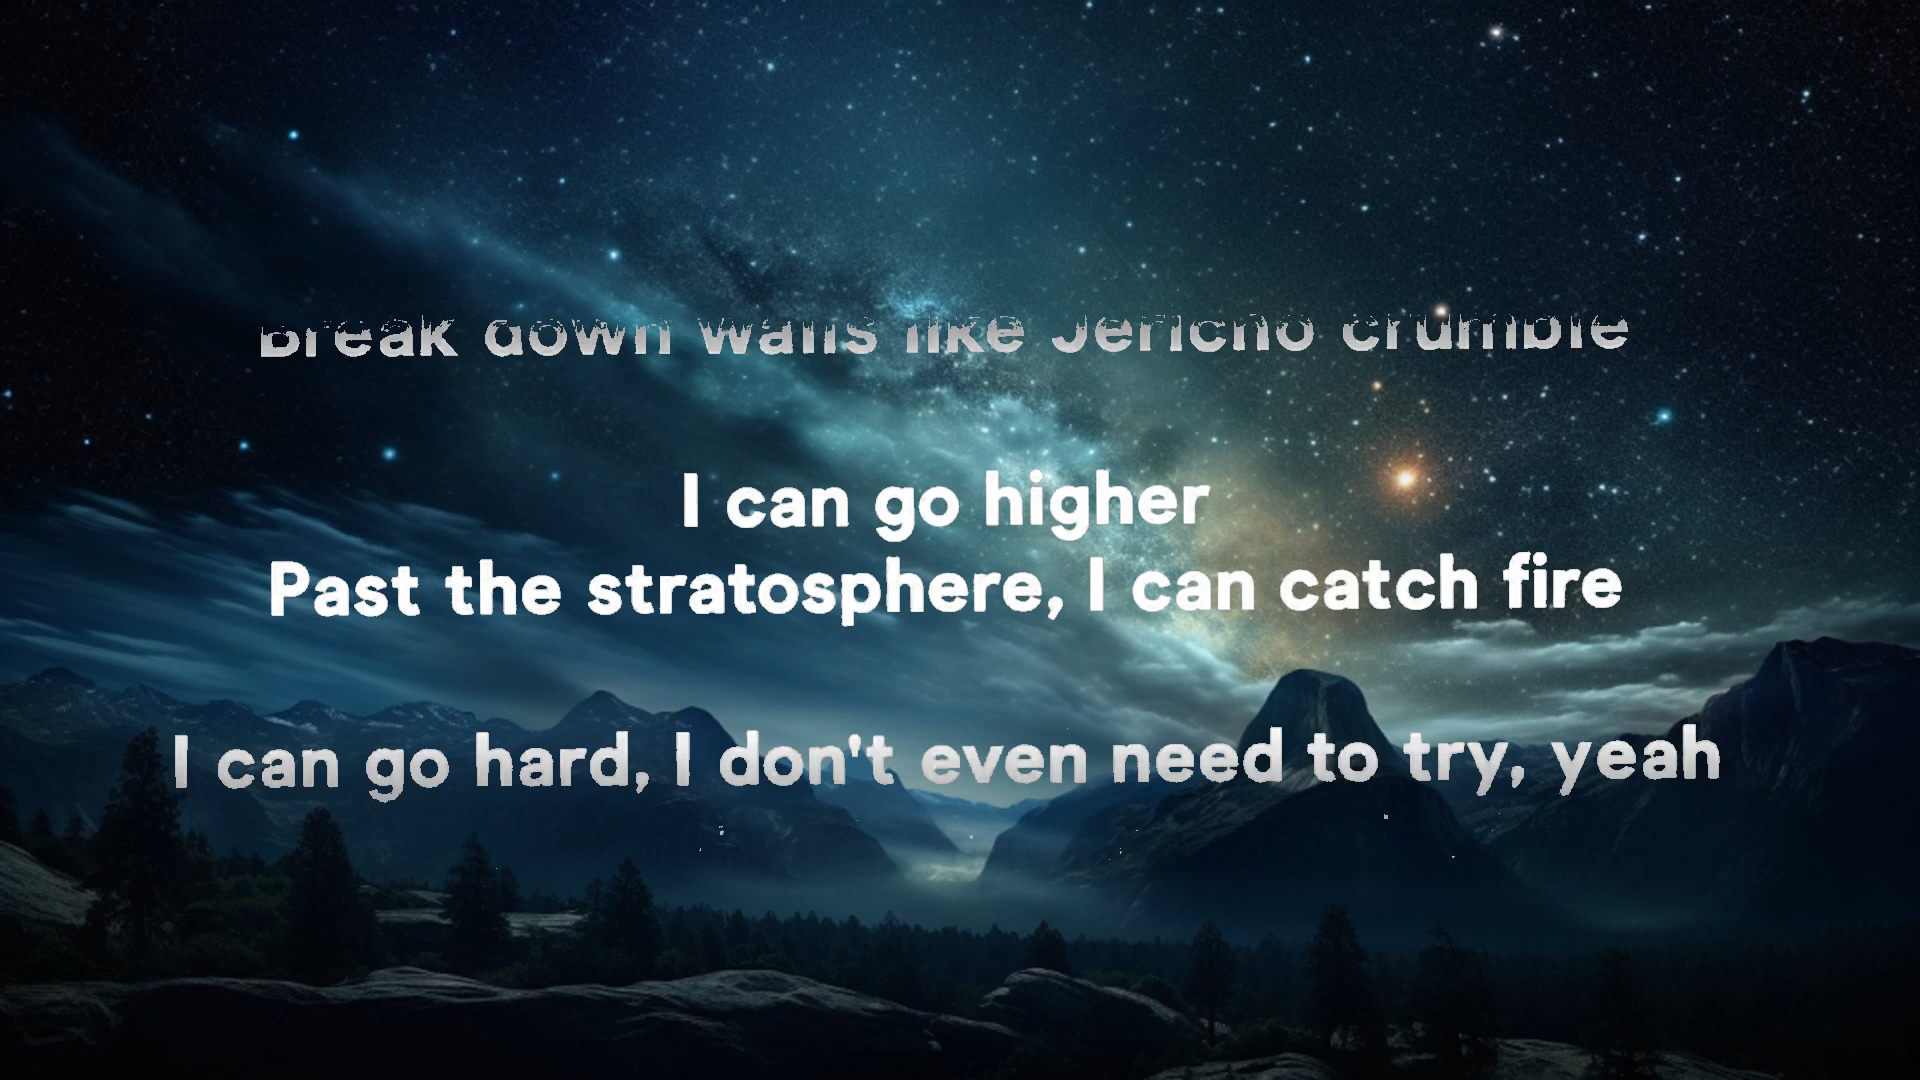 Break down walls like Jericho crumble
I can go higher
Past the stratosphere, I can catch fire
I can go hard, I don't even need to try, yeah